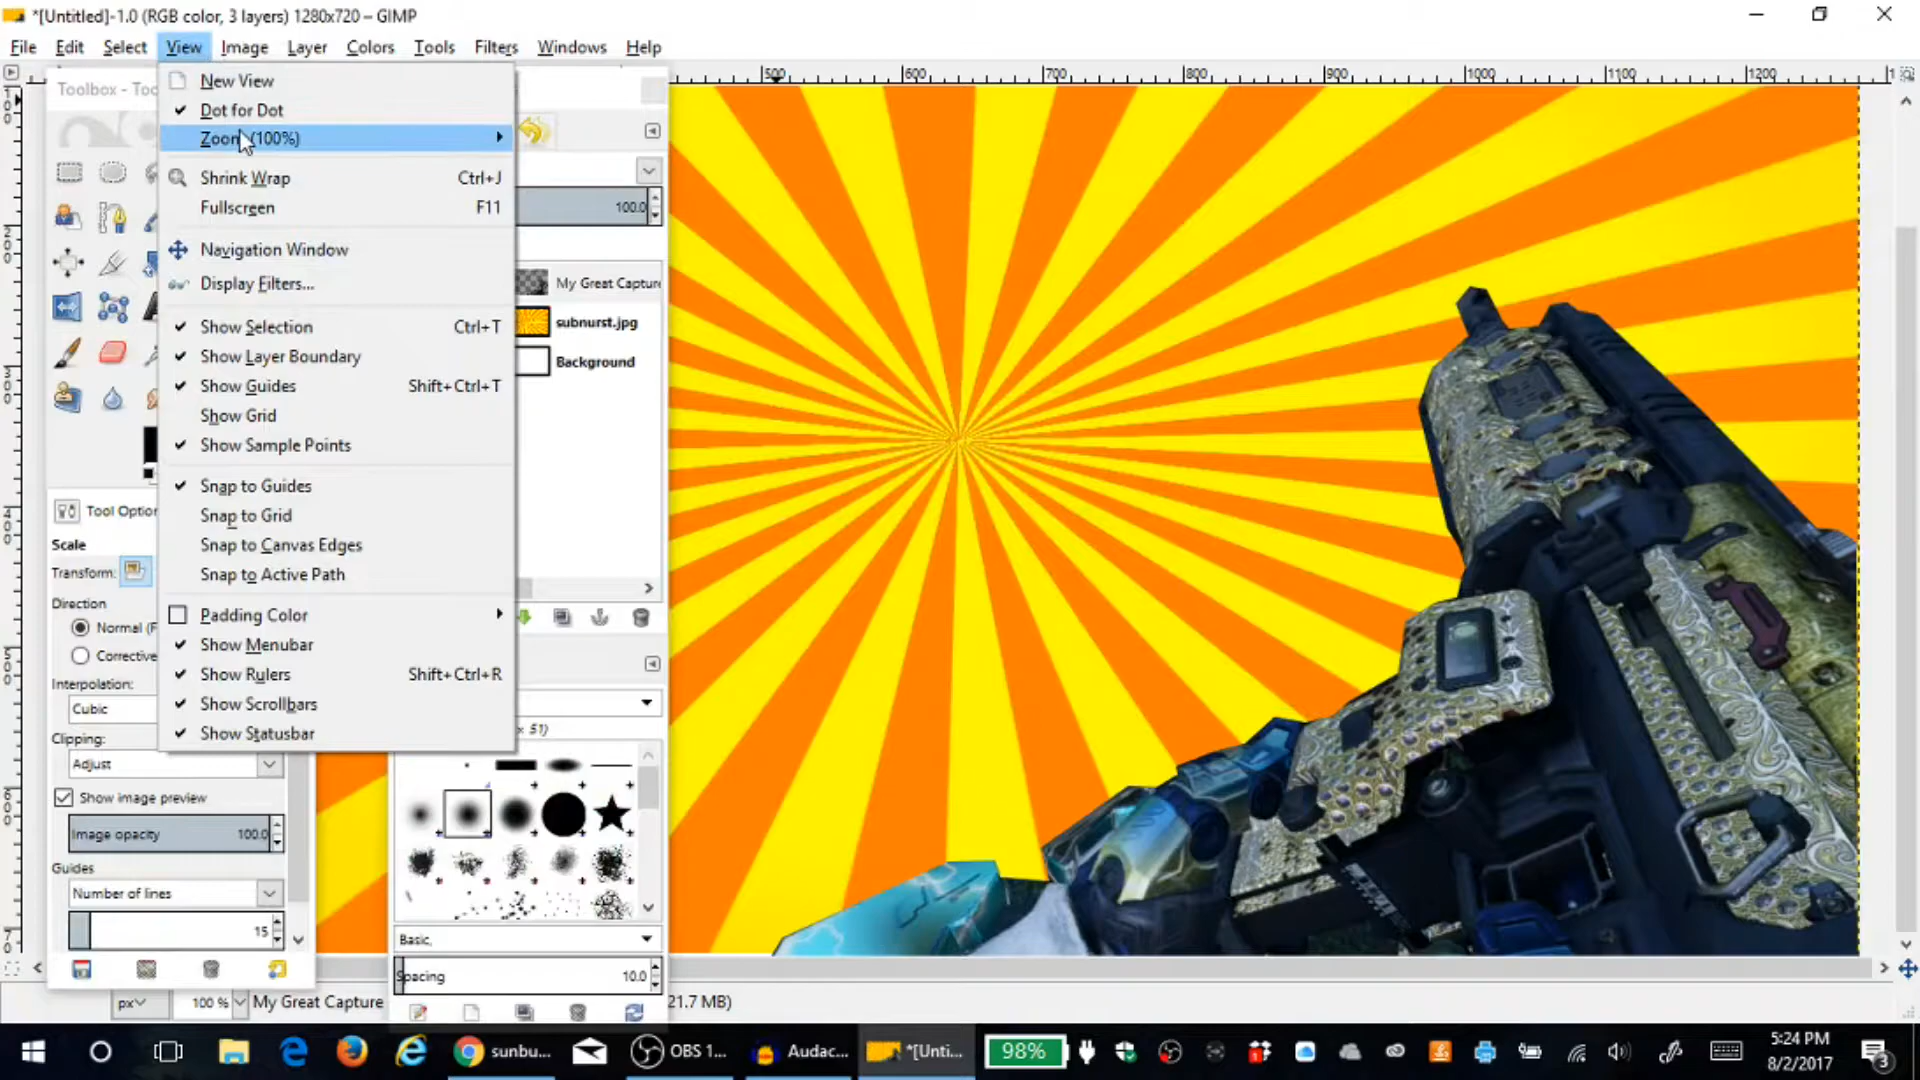 *[Untitled]-1.0 (RGB color, 3 layers) 1280x720 – GIMP
File Edit Select View Image Layer Colors Tools Filters Windows Help
500 600 700 800 900 1000 1100 1200
Toolbox - Too
New View
Dot for Dot
Zoom (100%)
Shrink Wrap Ctrl+J
Fullscreen F11
100.0
Navigation Window
Display Filters...
My Great Capture
Show Selection Ctrl+T
subnurst.jpg
Show Layer Boundary
Background
Show Guides Shift+Ctrl+T
Show Grid
Show Sample Points
Snap to Guides
Tool Option
Snap to Grid
Scale
Snap to Canvas Edges
Transform:
Snap to Active Path
Direction
Padding Color
Normal (F
Show Menubar
Corrective
Show Rulers Shift+Ctrl+R
Interpolation:
Cubic
Show Scrollbars
Show Statusbar
x 51)
Clipping:
Adjust
Show image preview
Image opacity 100.0
Guides
Number of lines
15
Basic,
Spacing 10.0
px 100 % My Great Capture 21.7 MB)
sunbu... OBS 1... Audac... *[Unti... 98%
5:24 PM
8/2/2017
3